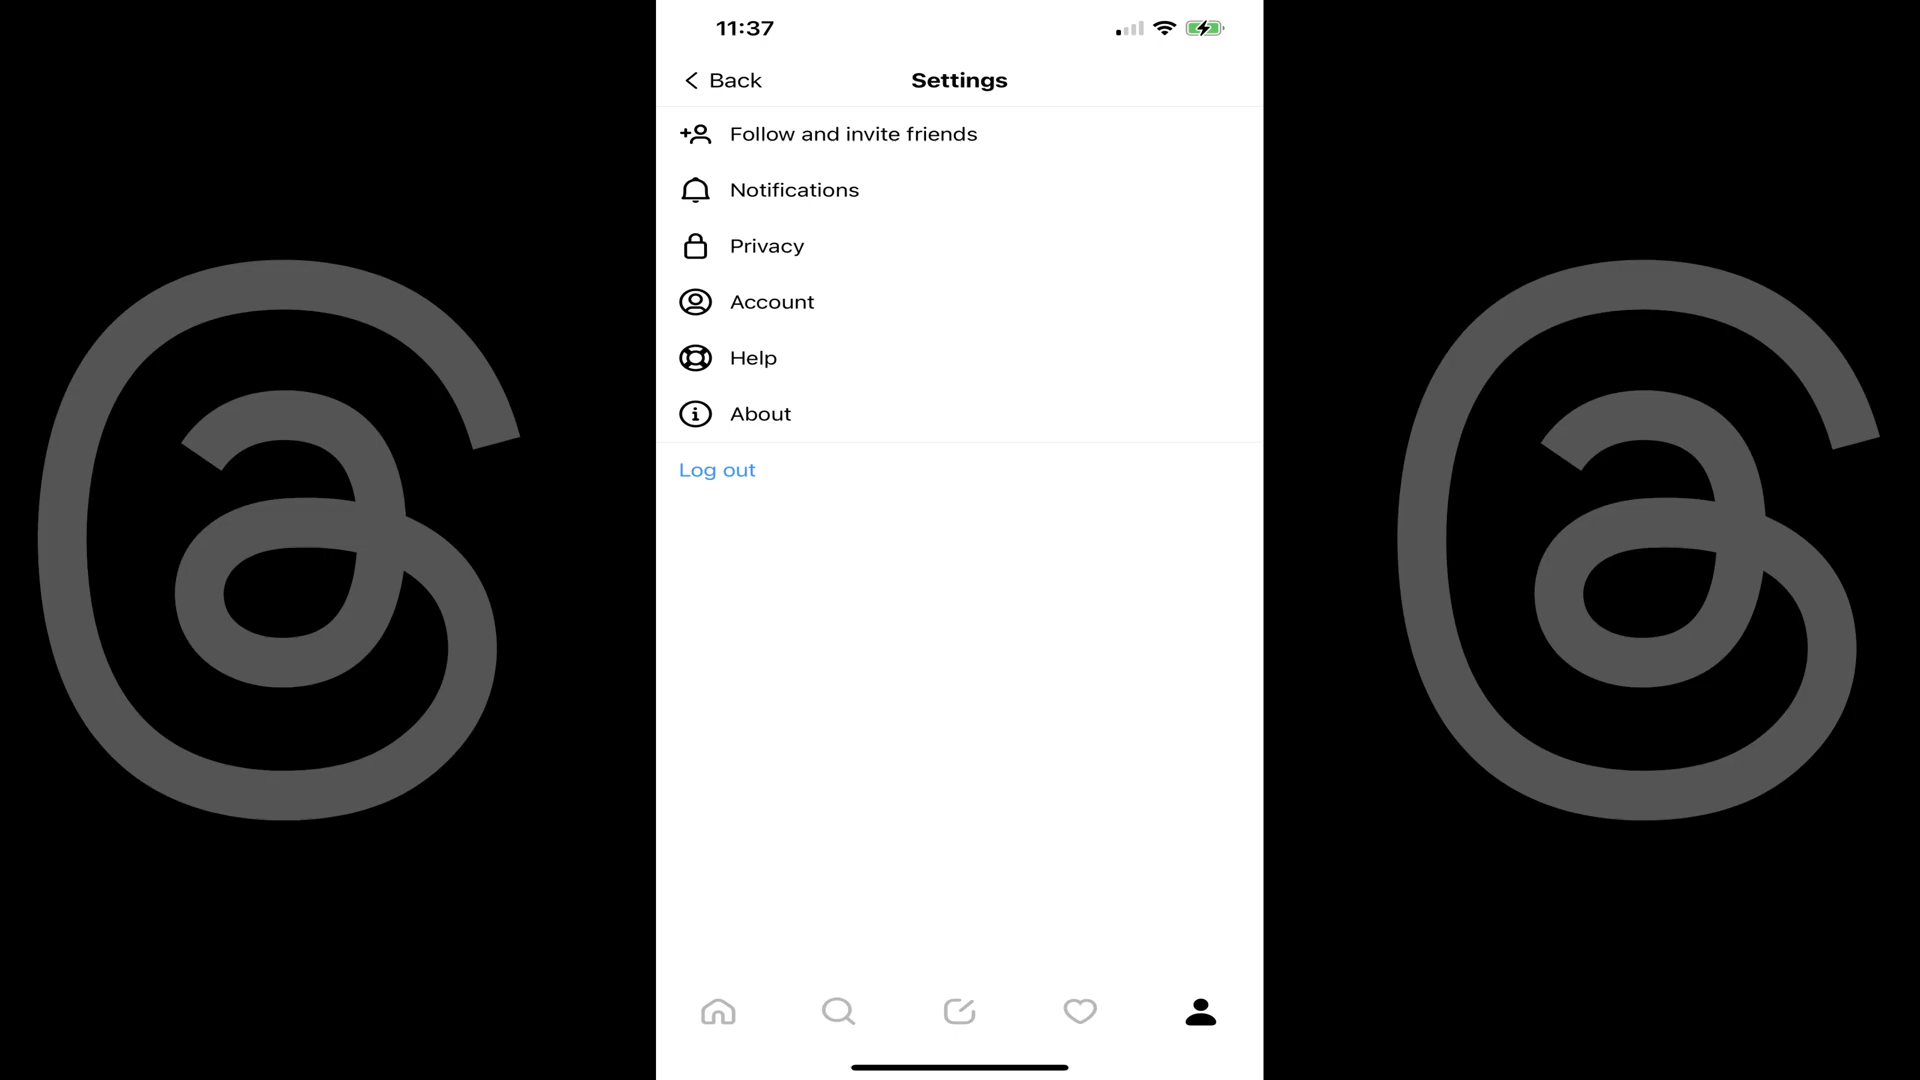 11:37
Back
Settings
Follow and invite friends
Notifications
Privacy
Account
Help
About
Log out